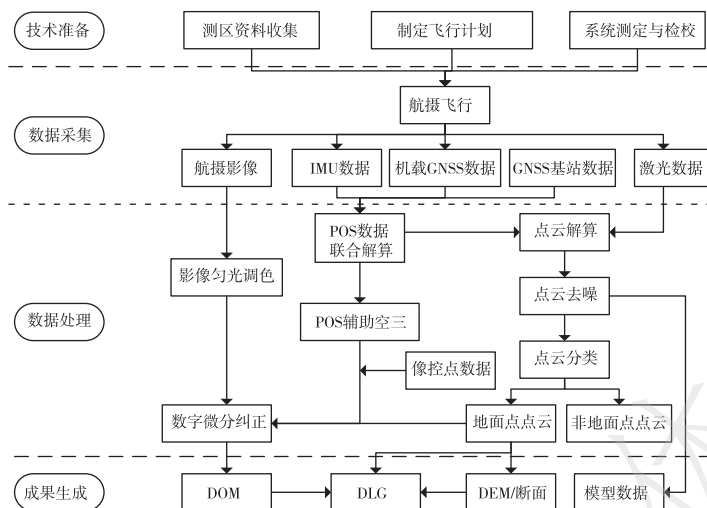 技术准备
测区资料收集
制定飞行计划
系统测定与检校
航摄飞行
数据采集
航摄影像
IMU数据
机载GNSS数据
GNSS基站数据
激光数据
POS数据
联合解算
点云解算
影像匀光调色
点云去噪
数据处理
POS辅助空三
点云分类
像控点数据
数字微分纠正
地面点点云
非地面点点云
成果生成
DOM
DLG
DEM/断面
模型数据